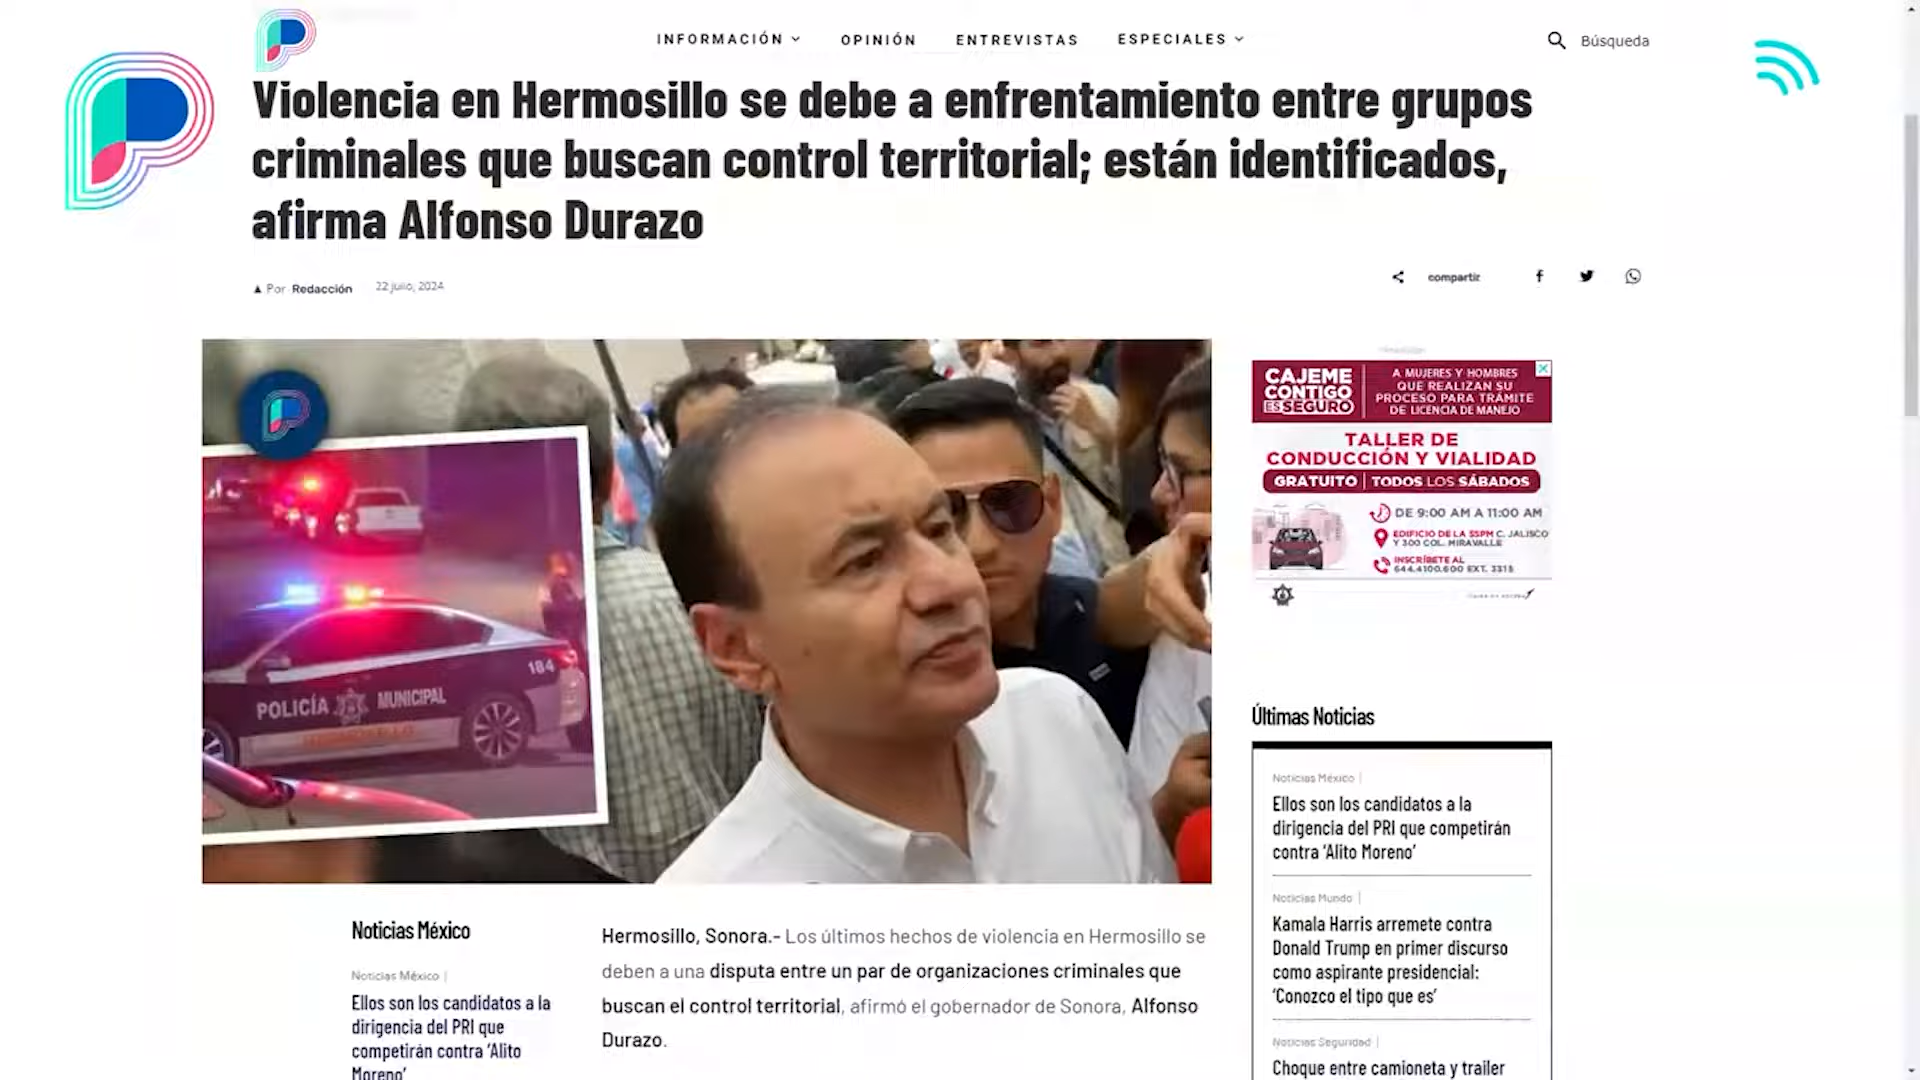 INFORMACIÓN
OPINIÓN
ENTREVISTAS
ESPECIALES
Búsqueda
Violencia en Hermosillo se debe a enfrentamiento entre grupos
criminales que buscan control territorial; están identificados,
afirma Alfonso Durazo
Por Redacción
22 julio, 2024
compartir
184
POLICÍA MUNICIPAL
CAJEME
CONTIGO
ES SEGURO
A MUJERES Y HOMBRES
QUE REALIZAN SU
PROCESO PARA TRÁMITE
DE LICENCIA DE MANEJO
TALLER DE
CONDUCCIÓN Y VIALIDAD
GRATUITO | TODOS LOS SÁBADOS
DE 9:00 AM A 11:00 AM
EDIFICIO DE LA SSPM C. JALISCO
Y 300 COL. MIRAVALLE
INSCRÍBETE AL
644.4100.600 EXT. 3315
Últimas Noticias
Noticias México |
Ellos son los candidatos a la
dirigencia del PRI que competirán
contra ‘Alito Moreno’
Noticias Mundo |
Kamala Harris arremete contra
Donald Trump en primer discurso
como aspirante presidencial:
‘Conozco el tipo que es’
Noticias Seguridad |
Choque entre camioneta y trailer
Noticias México
Noticias México |
Ellos son los candidatos a la
dirigencia del PRI que
competirán contra ‘Alito
Moreno’
Hermosillo, Sonora.- Los últimos hechos de violencia en Hermosillo se
deben a una disputa entre un par de organizaciones criminales que
buscan el control territorial, afirmó el gobernador de Sonora, Alfonso
Durazo.